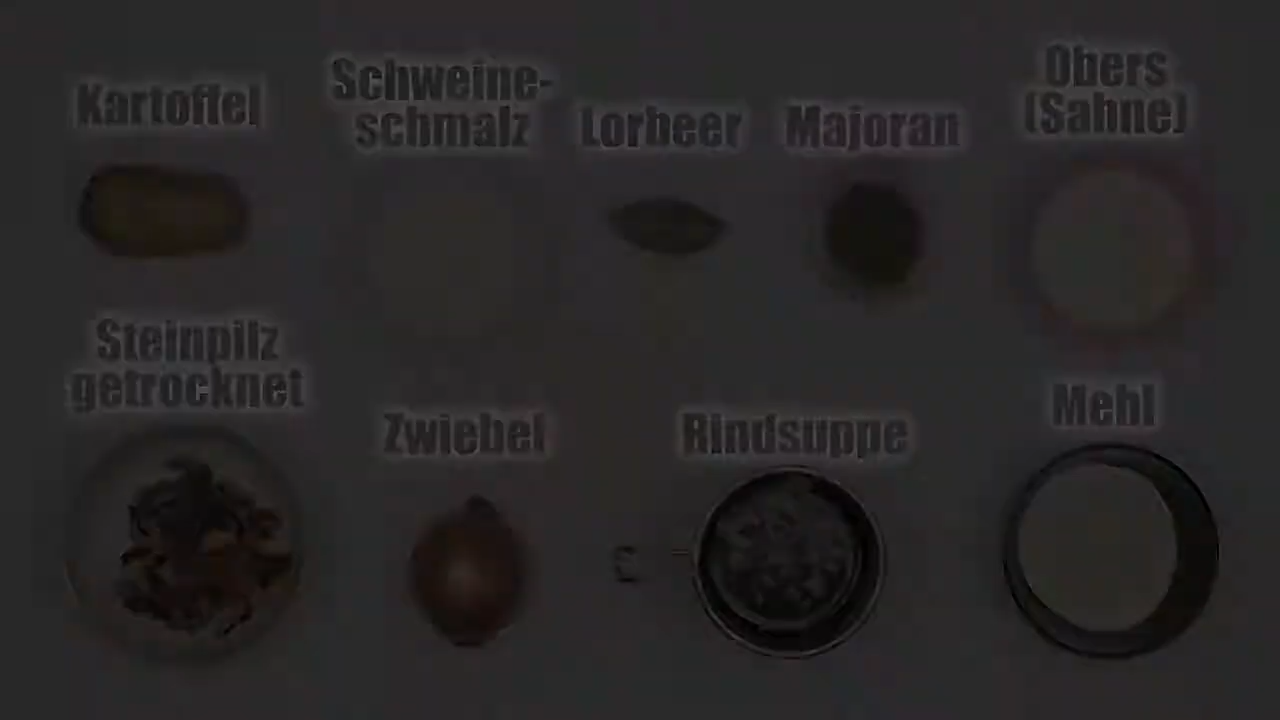 Kartoffel
Schweine-
schmalz
Lorbeer
Majoran
Obers
(Sahne)
Steinpilz
getrocknet
Zwiebel
Rindsuppe
Mehl